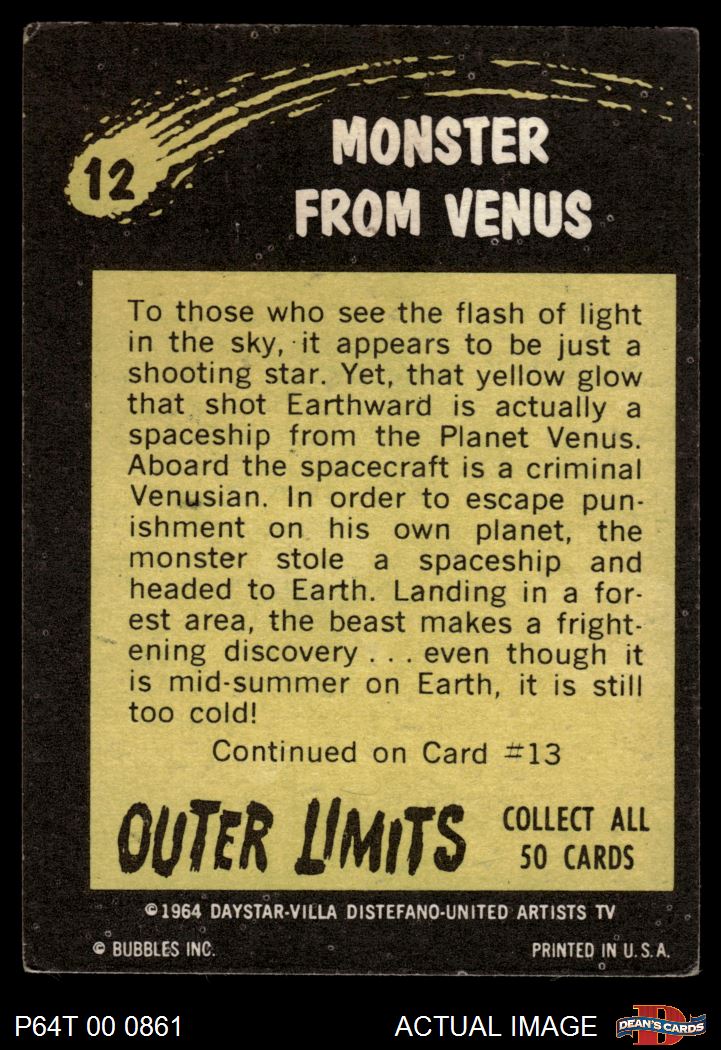 12
MONSTER
FROM VENUS
To those who see the flash of light
in the sky, it appears to be just a
shooting star. Yet, that yellow glow
that shot Earthward is actually a
spaceship from the Planet Venus.
Aboard the spacecraft is a criminal
Venusian. In order to escape pun-
ishment on his own planet, the
monster stole a spaceship and
headed to Earth. Landing in a for-
est area, the beast makes a fright-
ening discovery . . . even though it
is mid-summer on Earth, it is still
too cold!
Continued on Card #13
OUTER LIMITS
COLLECT ALL
50 CARDS
© 1964 DAYSTAR-VILLA DISTEFANO-UNITED ARTISTS TV
© BUBBLES INC. PRINTED IN U.S.A.
P64T 00 0861 ACTUAL IMAGE DEAN'S CARDS